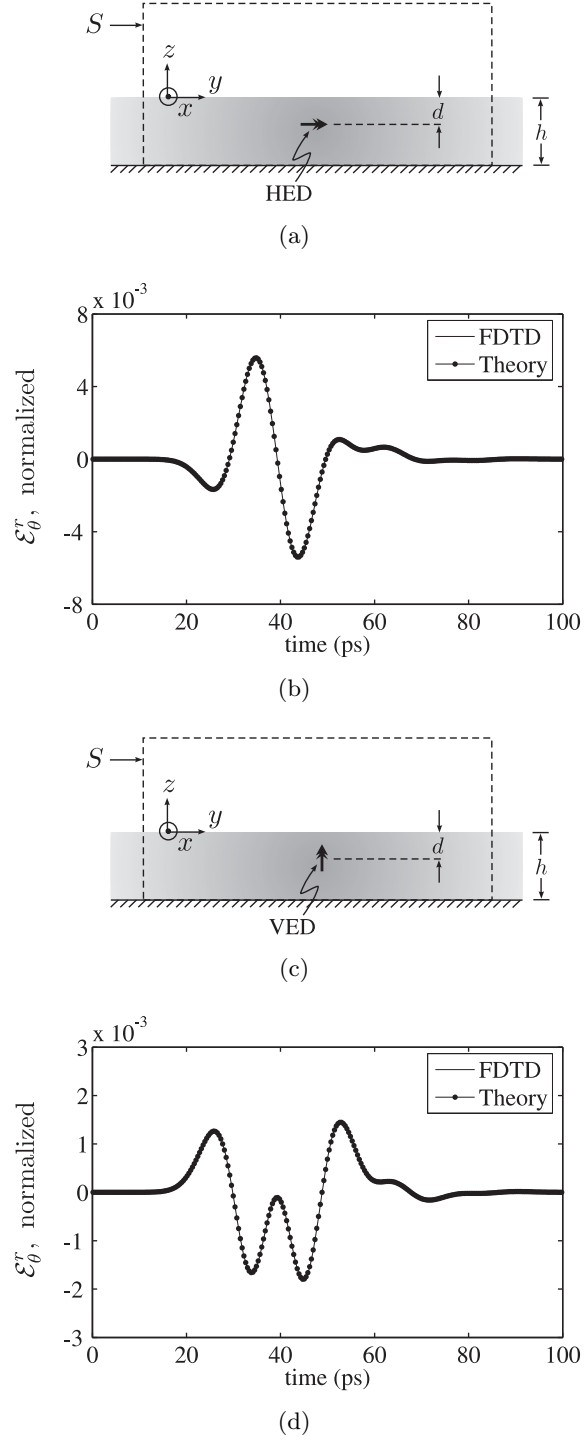 S
z
y
x
d
h
HED
(a)
x 10⁻³
8
4
0
-4
-8
ℰ_θ^r, normalized
FDTD
Theory
0 20 40 60 80 100
time (ps)
(b)
S
z
y
x
d
h
VED
(c)
x 10⁻³
3
2
1
0
-1
-2
-3
ℰ_θ^r, normalized
FDTD
Theory
0 20 40 60 80 100
time (ps)
(d)